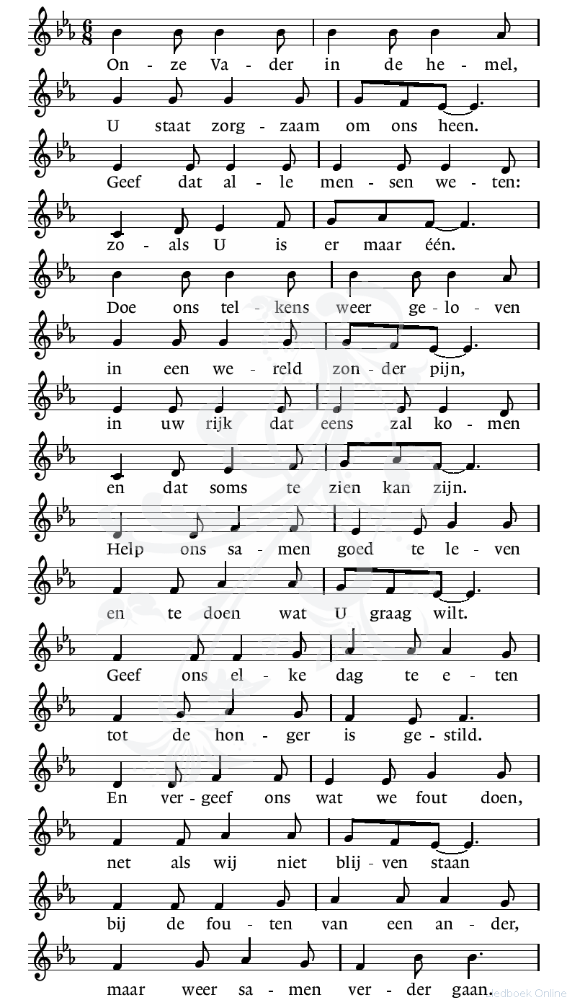 6
8
On - ze Va - der in de he - mel,
U staat zorg - zaam om ons heen.
Geef dat al - le men - sen we - ten:
zo - als U is er maar één.
Doe ons tel - kens weer ge - lo - ven
in een we - reld zon - der pijn,
in uw rijk dat eens zal ko - men
en dat soms te zien kan zijn.
Help ons sa - men goed te le - ven
en te doen wat U graag wilt.
Geef ons el - ke dag te e - ten
tot de hon - ger is ge - stild.
En ver - geef ons wat we fout doen,
net als wij niet blij - ven staan
bij de fou - ten van een an - der,
maar weer sa - men ver - der gaan.
Liedboek Online